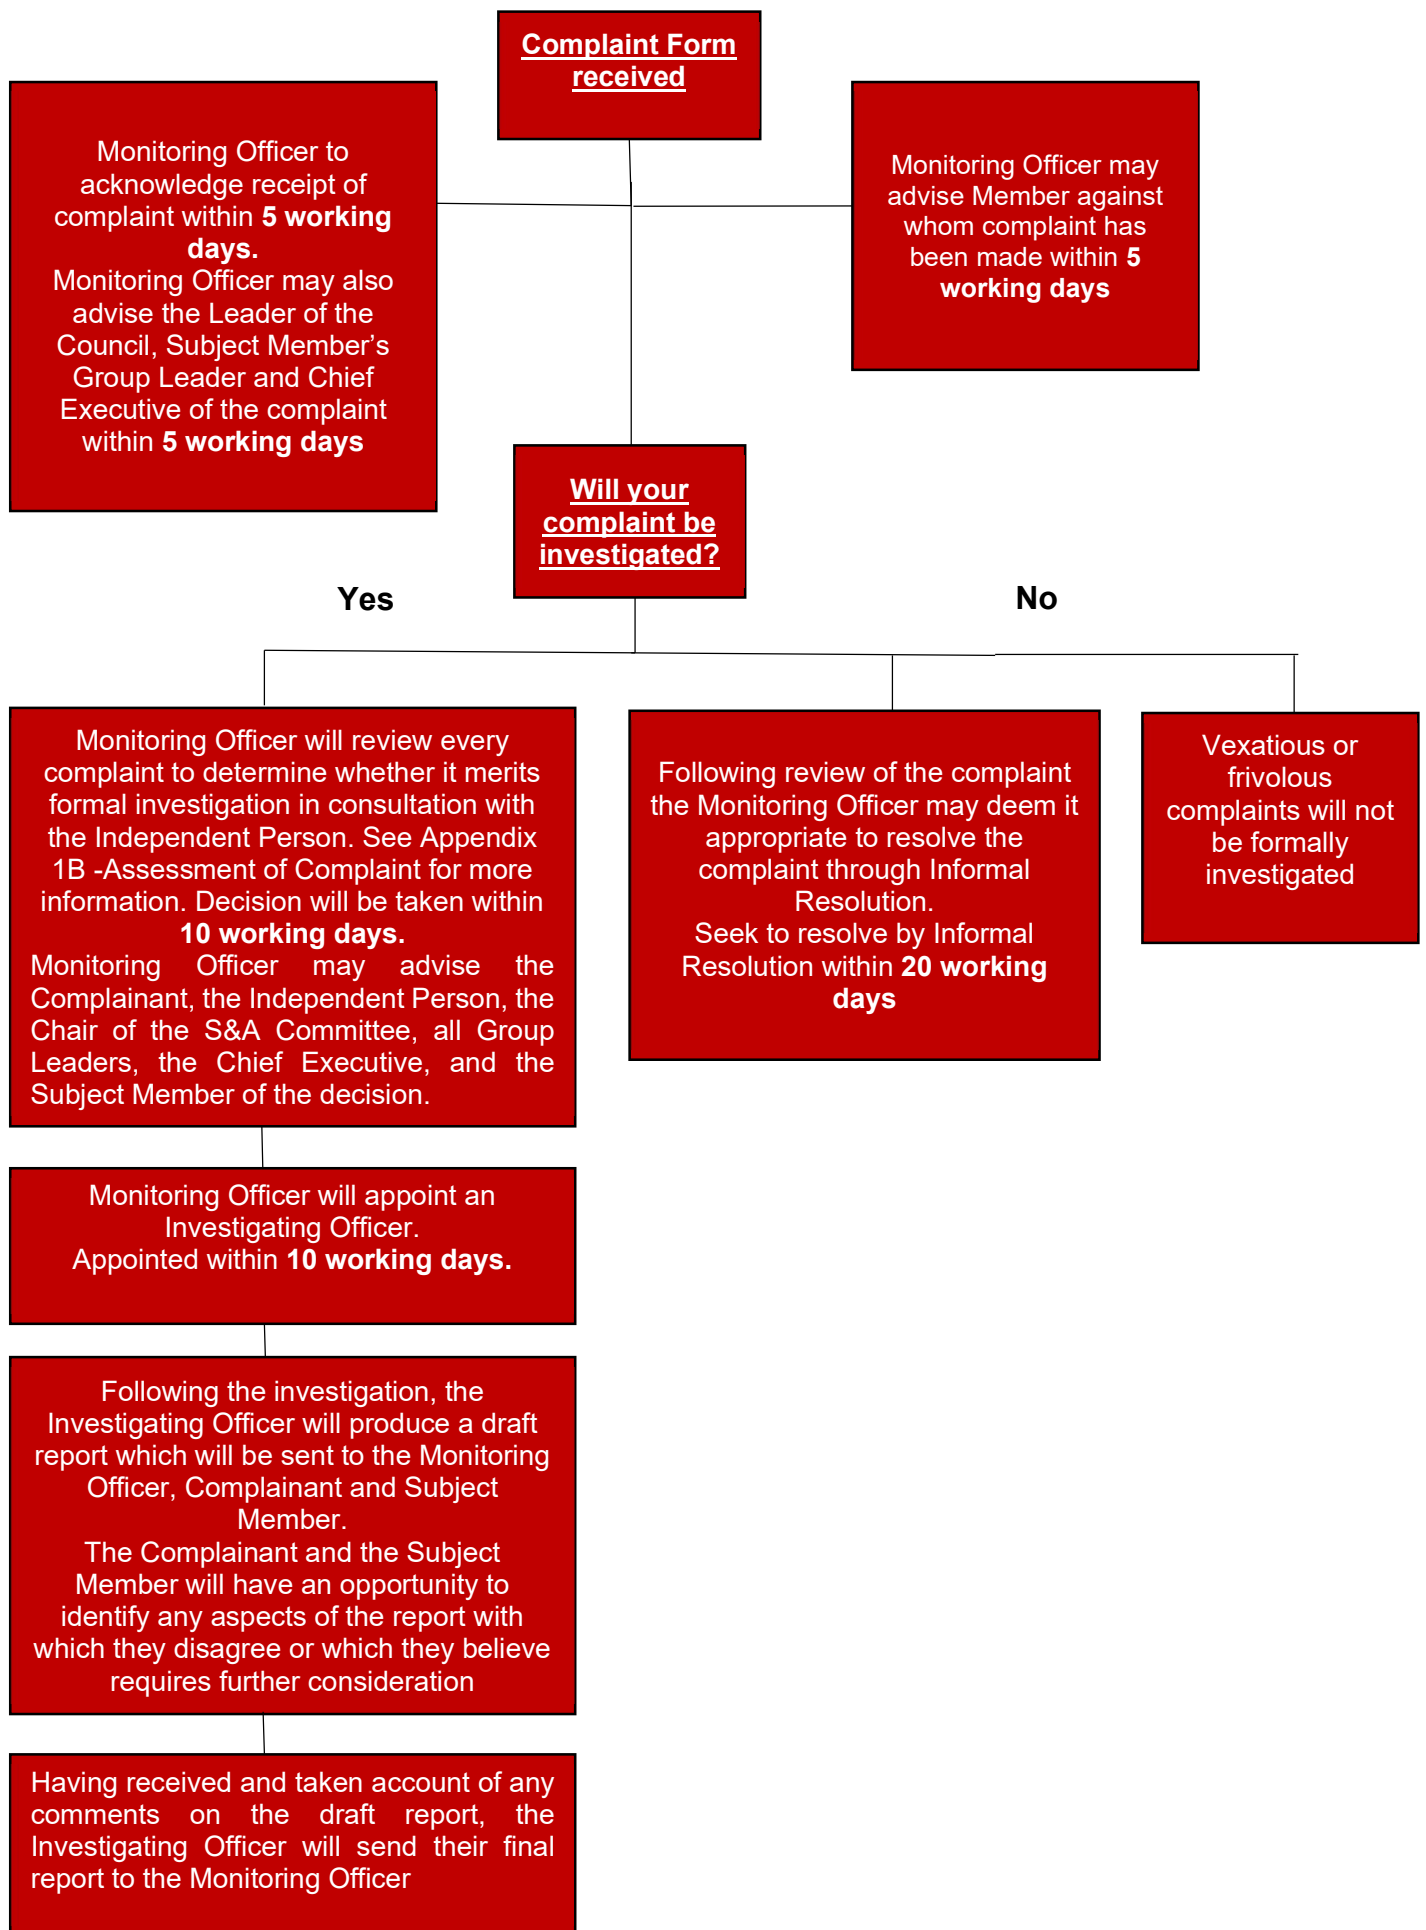 Complaint Form
received
Monitoring Officer to
acknowledge receipt of
complaint within 5 working
days.
Monitoring Officer may also
advise the Leader of the
Council, Subject Member’s
Group Leader and Chief
Executive of the complaint
within 5 working days
Monitoring Officer may
advise Member against
whom complaint has
been made within 5
working days
Will your
complaint be
investigated?
Yes
No
Monitoring Officer will review every
complaint to determine whether it merits
formal investigation in consultation with
the Independent Person. See Appendix
1B -Assessment of Complaint for more
information. Decision will be taken within
10 working days.
Monitoring Officer may advise the
Complainant, the Independent Person, the
Chair of the S&A Committee, all Group
Leaders, the Chief Executive, and the
Subject Member of the decision.
Following review of the complaint
the Monitoring Officer may deem it
appropriate to resolve the
complaint through Informal
Resolution.
Seek to resolve by Informal
Resolution within 20 working
days
Vexatious or
frivolous
complaints will not
be formally
investigated
Monitoring Officer will appoint an
Investigating Officer.
Appointed within 10 working days.
Following the investigation, the
Investigating Officer will produce a draft
report which will be sent to the Monitoring
Officer, Complainant and Subject
Member.
The Complainant and the Subject
Member will have an opportunity to
identify any aspects of the report with
which they disagree or which they believe
requires further consideration
Having received and taken account of any
comments on the draft report, the
Investigating Officer will send their final
report to the Monitoring Officer